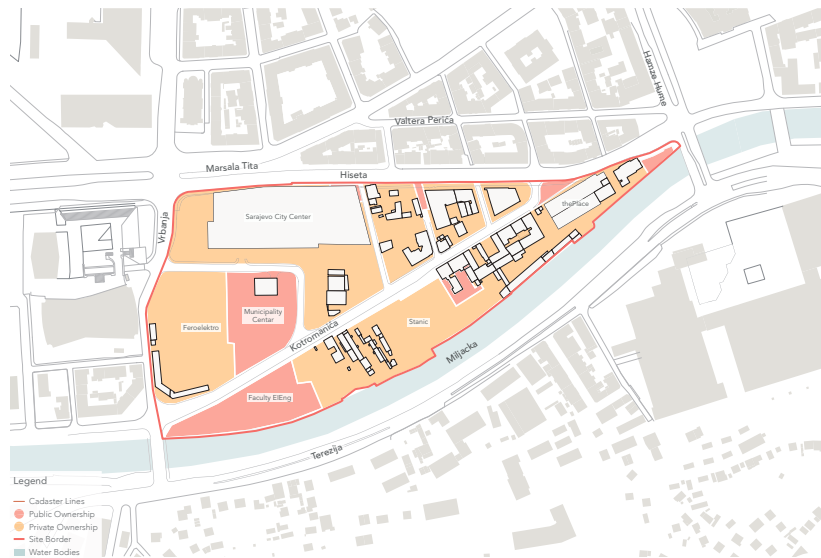 Hamze Hume
Valtera Perića
Marsala Tita
Hiseta
Vrbanja
Sarajevo City Center
thePlace
Municipality
Centar
Feroelektro
Stanic
Kotromanića
Miljacka
Faculty ElEng
Terezija
Legend
Cadaster Lines
Public Ownership
Private Ownership
Site Border
Water Bodies